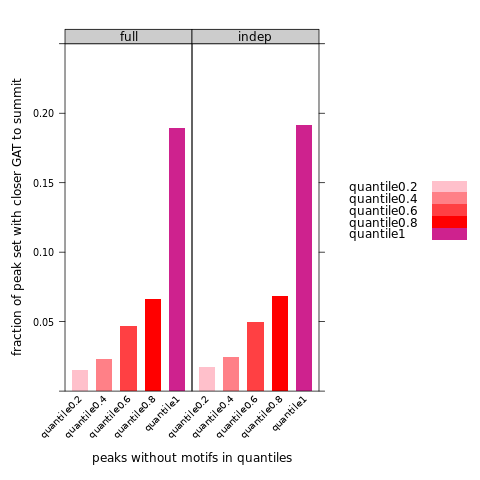 full
indep
fraction of peak set with closer GAT to summit
0.20
0.15
0.10
0.05
quantile0.2
quantile0.4
quantile0.6
quantile0.8
quantile1
quantile0.2
quantile0.4
quantile0.6
quantile0.8
quantile1
peaks without motifs in quantiles
quantile0.2
quantile0.4
quantile0.6
quantile0.8
quantile1